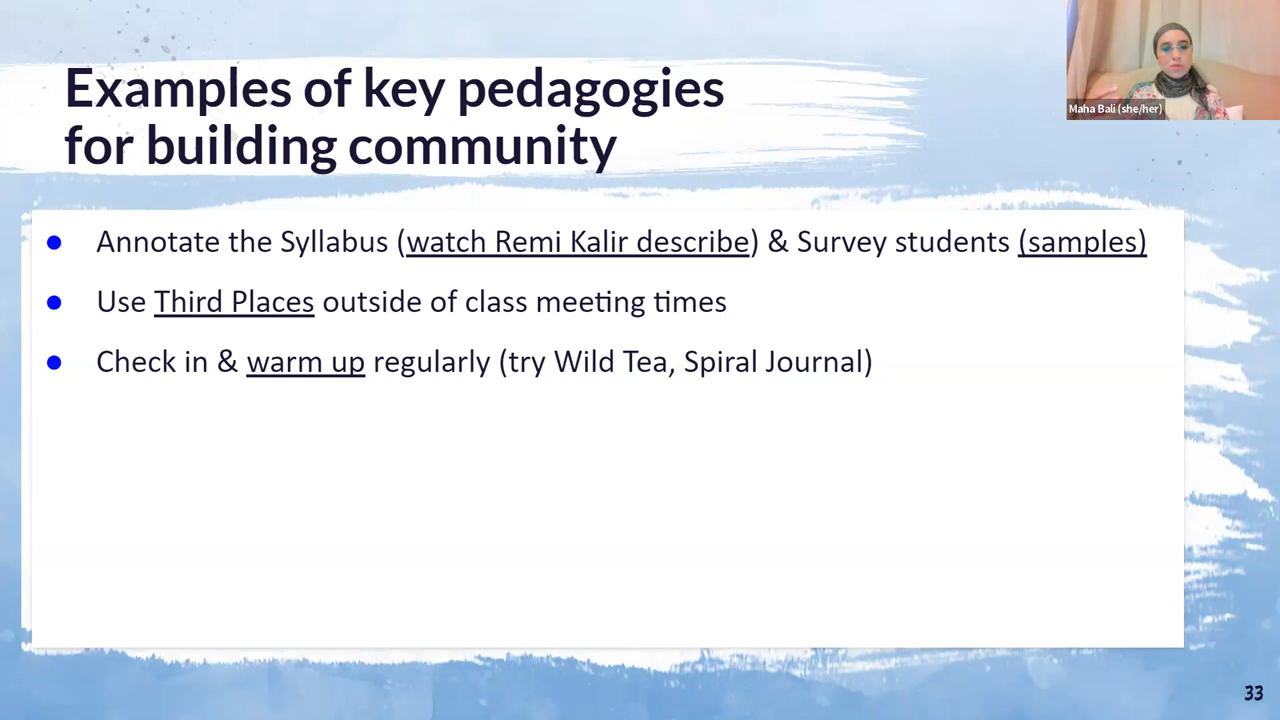 Examples of key pedagogies
for building community
Maha Bali (she/her)
● Annotate the Syllabus (watch Remi Kalir describe) & Survey students (samples)
● Use Third Places outside of class meeting times
● Check in & warm up regularly (try Wild Tea, Spiral Journal)
33